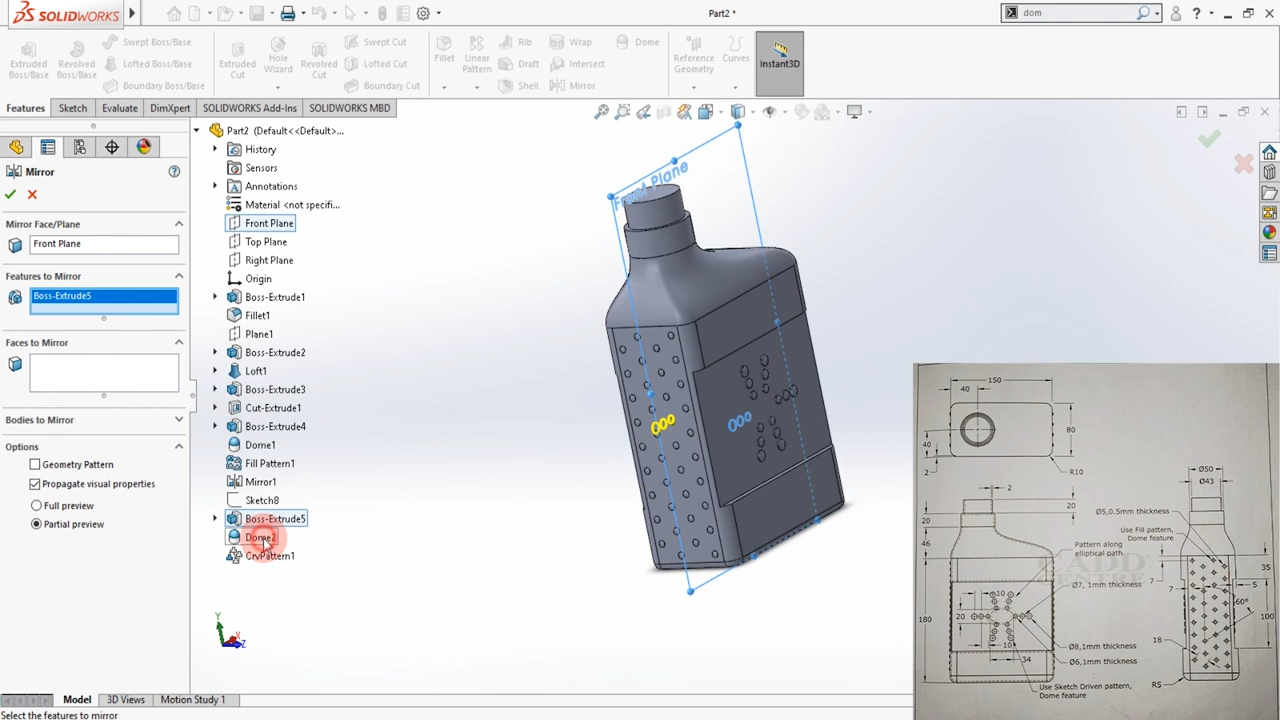 SOLIDWORKS
Part2 *
dom
Extruded Boss/Base
Revolved Boss/Base
Swept Boss/Base
Lofted Boss/Base
Boundary Boss/Base
Extruded Cut
Hole Wizard
Revolved Cut
Swept Cut
Lofted Cut
Boundary Cut
Fillet
Linear Pattern
Rib
Draft
Shell
Wrap
Intersect
Mirror
Dome
Reference Geometry
Curves
Instant3D
Features
Sketch
Evaluate
DimXpert
SOLIDWORKS Add-Ins
SOLIDWORKS MBD
Mirror
Mirror Face/Plane
Front Plane
Features to Mirror
Boss-Extrude5
Faces to Mirror
Bodies to Mirror
Options
Geometry Pattern
Propagate visual properties
Full preview
Partial preview
Part2 (Default<<Default>...
History
Sensors
Annotations
Material <not specifi...
Front Plane
Top Plane
Right Plane
Origin
Boss-Extrude1
Fillet1
Plane1
Boss-Extrude2
Loft1
Boss-Extrude3
Cut-Extrude1
Boss-Extrude4
Dome1
Fill Pattern1
Mirror1
Sketch8
Boss-Extrude5
Dome2
CrvPattern1
Front Plane
Y
X
Z
150
40
80
40
2
R10
2
20
20
46
180
Ø50
Ø43
Ø5,0.5mm thickness
Use Fill pattern,
Dome feature
Pattern along
elliptical path
CADD
CENTRE
Ø7, 1mm thickness
10
20
10
34
Ø8,1mm thickness
Ø6,1mm thickness
Use Sketch Driven pattern,
Dome feature
35
7
7
5
60°
100
18
R5
Model
3D Views
Motion Study 1
Select the features to mirror